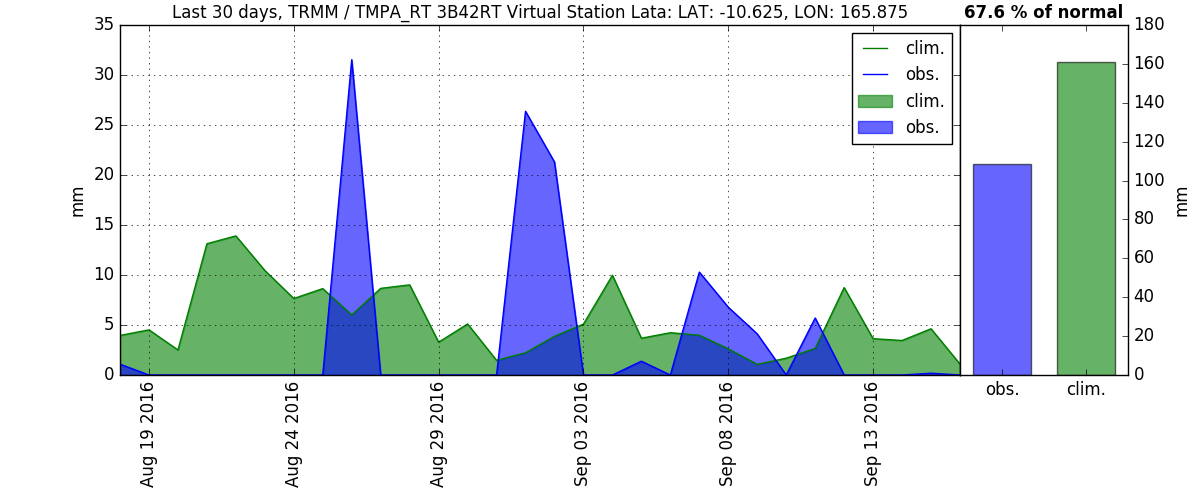 Last 30 days, TRMM / TMPA_RT 3B42RT Virtual Station Lata: LAT: -10.625, LON: 165.875
67.6 % of normal
35
30
25
20
15
10
5
0
mm
clim.
obs.
clim.
obs.
180
160
140
120
100
80
60
40
20
0
mm
obs.
clim.
Aug 19 2016
Aug 24 2016
Aug 29 2016
Sep 03 2016
Sep 08 2016
Sep 13 2016